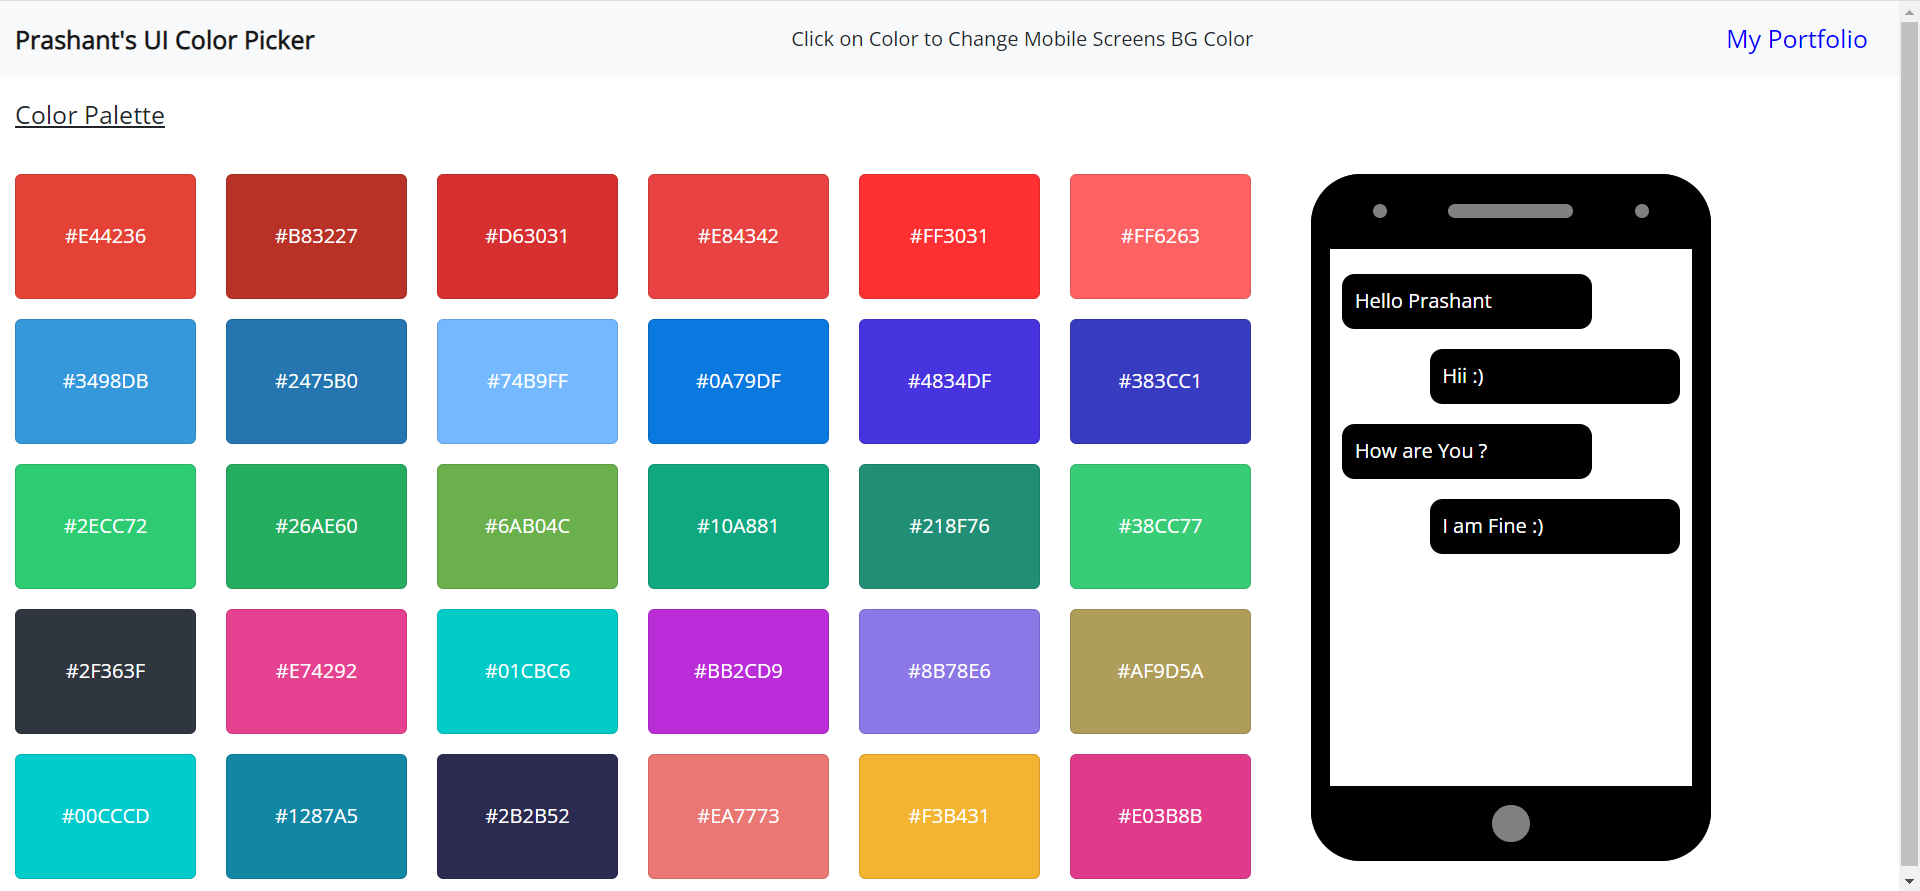 Prashant's UI Color Picker
Click on Color to Change Mobile Screens BG Color
My Portfolio
Color Palette
#E44236
#B83227
#D63031
#E84342
#FF3031
#FF6263
#3498DB
#2475B0
#74B9FF
#0A79DF
#4834DF
#383CC1
#2ECC72
#26AE60
#6AB04C
#10A881
#218F76
#38CC77
#2F363F
#E74292
#01CBC6
#BB2CD9
#8B78E6
#AF9D5A
#00CCCD
#1287A5
#2B2B52
#EA7773
#F3B431
#E03B8B
Hello Prashant
Hii :)
How are You ?
I am Fine :)